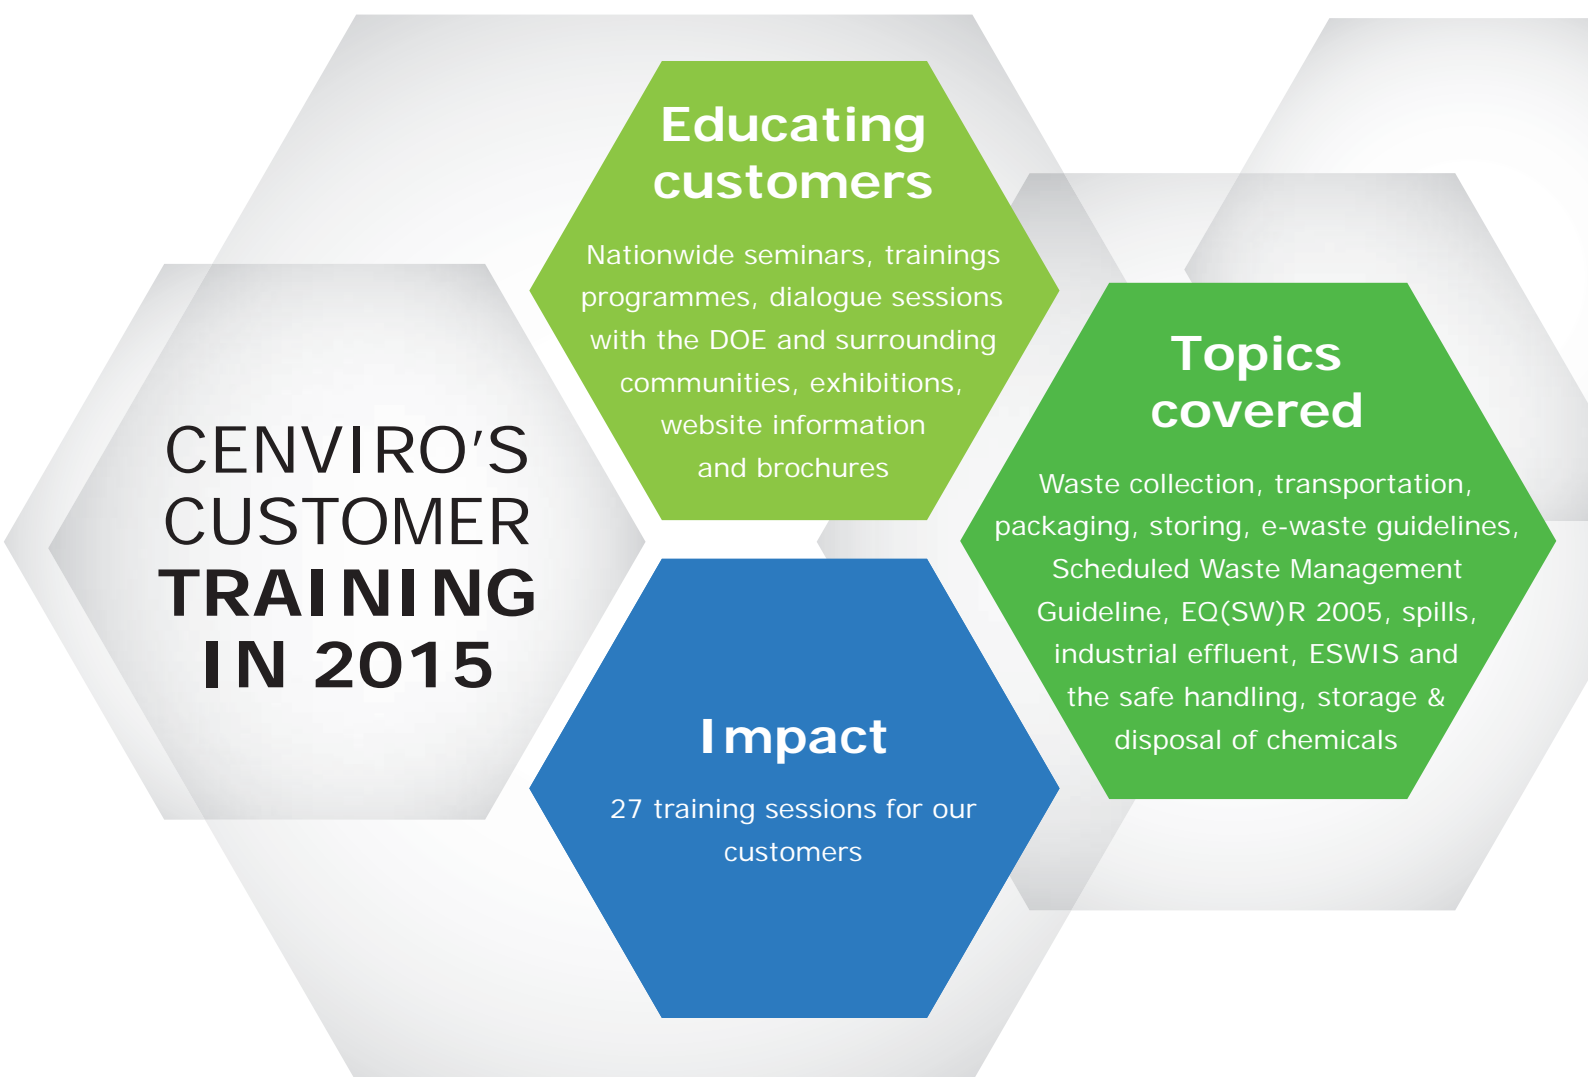 CENVIRO'S
CUSTOMER
TRAINING
IN 2015
Educating
customers
Nationwide seminars, trainings
programmes, dialogue sessions
with the DOE and surrounding
communities, exhibitions,
website information
and brochures
Topics
covered
Waste collection, transportation,
packaging, storing, e-waste guidelines,
Scheduled Waste Management
Guideline, EQ(SW)R 2005, spills,
industrial effluent, ESWIS and
the safe handling, storage &
disposal of chemicals
Impact
27 training sessions for our
customers